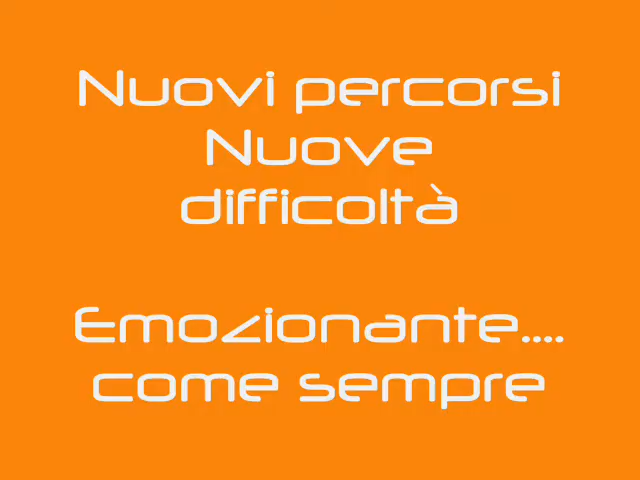 Nuovi percorsi
Nuove
difficoltà
Emozionante....
come sempre